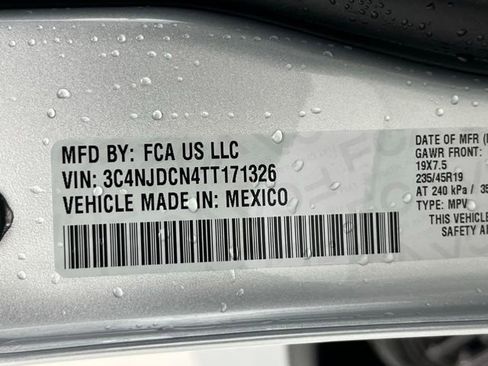 MFD BY: FCA US LLC
VIN: 3C4NJDCN4TT171326
VEHICLE MADE IN: MEXICO
DATE OF MFR
GAWR FRONT:
19X7.5
235/45R19
AT 240 kPa /
TYPE: MPV
THIS VEHICLE
SAFETY